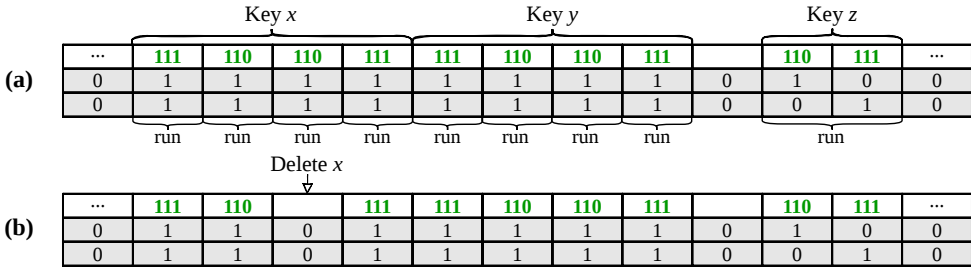 Key x Key y Key z
... 111 110 110 111 111 110 110 111 110 111 ...
(a)
0 1 1 1 1 1 1 1 1 0 1 0 0
0 1 1 1 1 1 1 1 1 0 0 1 0
run run run run run run run run run
Delete x
... 111 110 111 111 110 110 111 110 111 ...
(b)
0 1 1 0 1 1 1 1 1 0 1 0 0
0 1 1 0 1 1 1 1 1 0 0 1 0